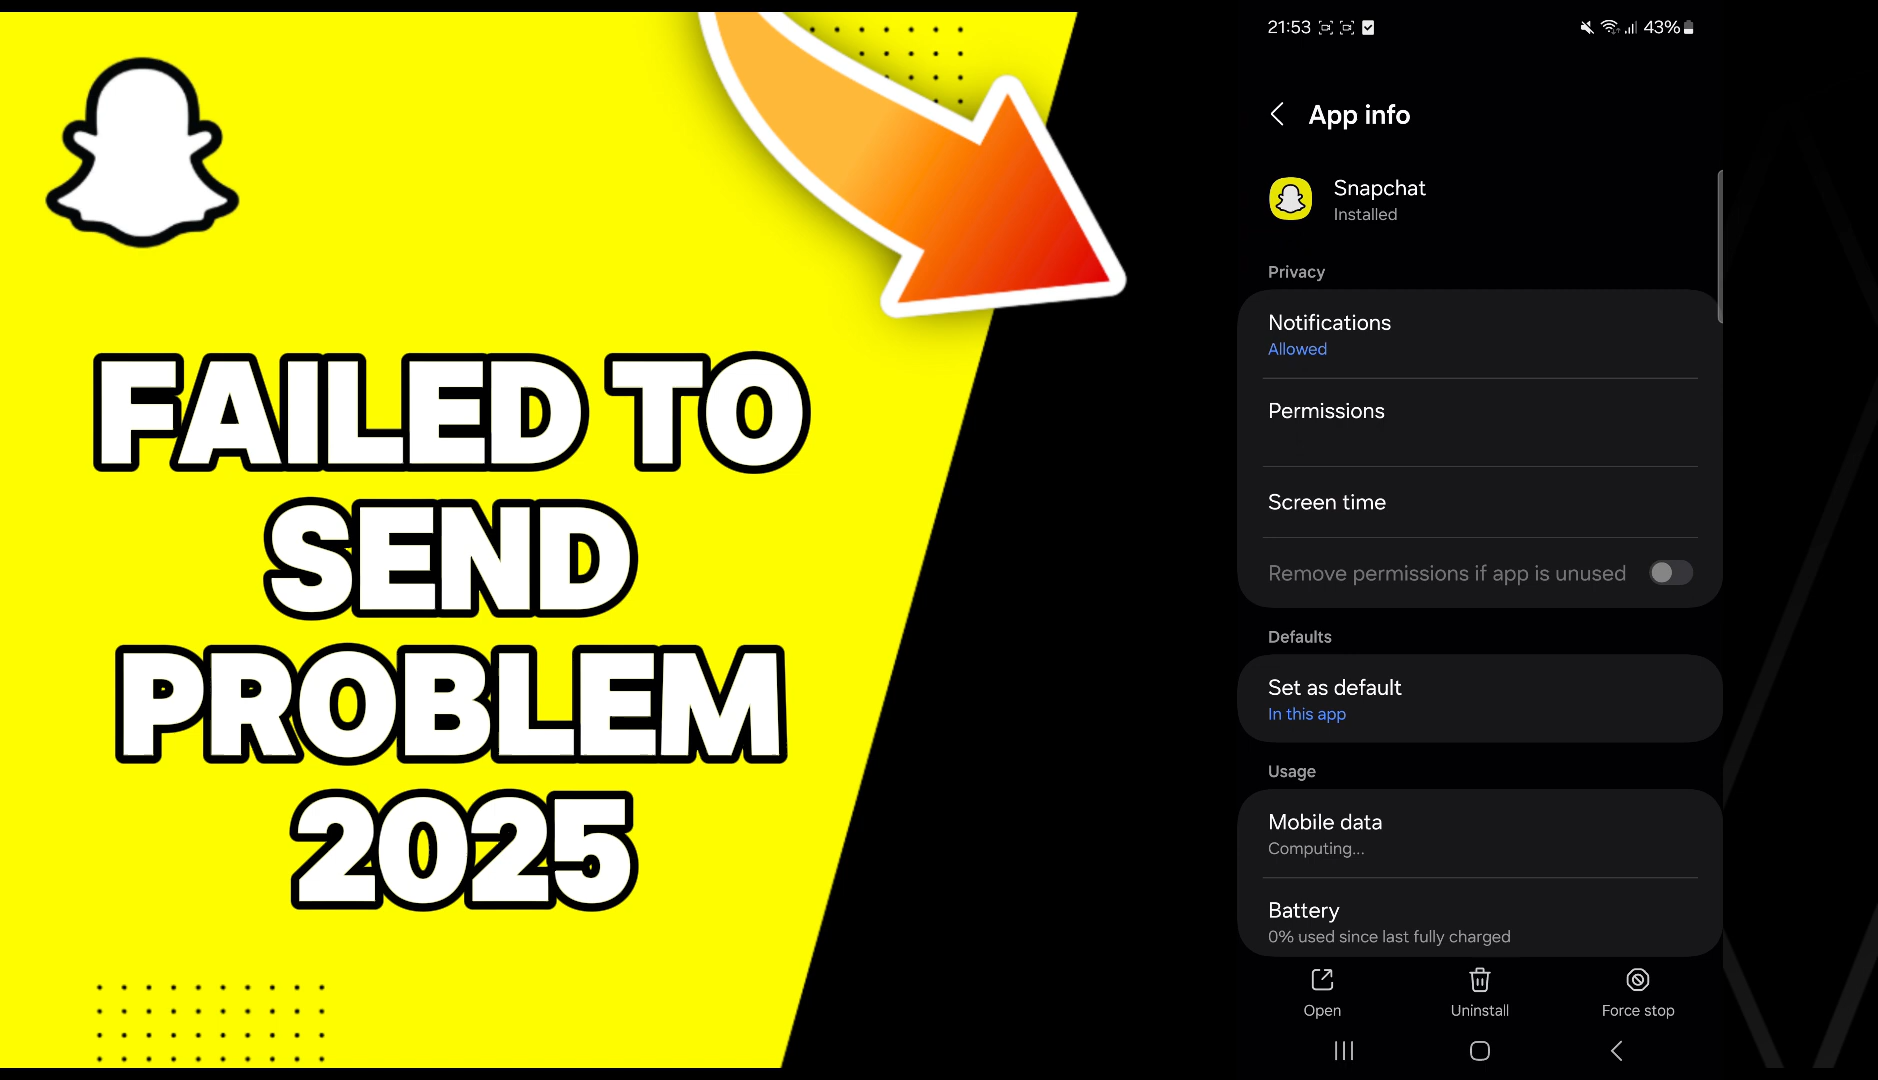 FAILED TO
SEND
PROBLEM
2025
21:53
43%
App info
Snapchat
Installed
Privacy
Notifications
Allowed
Permissions
Screen time
Remove permissions if app is unused
Defaults
Set as default
In this app
Usage
Mobile data
Computing...
Battery
0% used since last fully charged
Open
Uninstall
Force stop